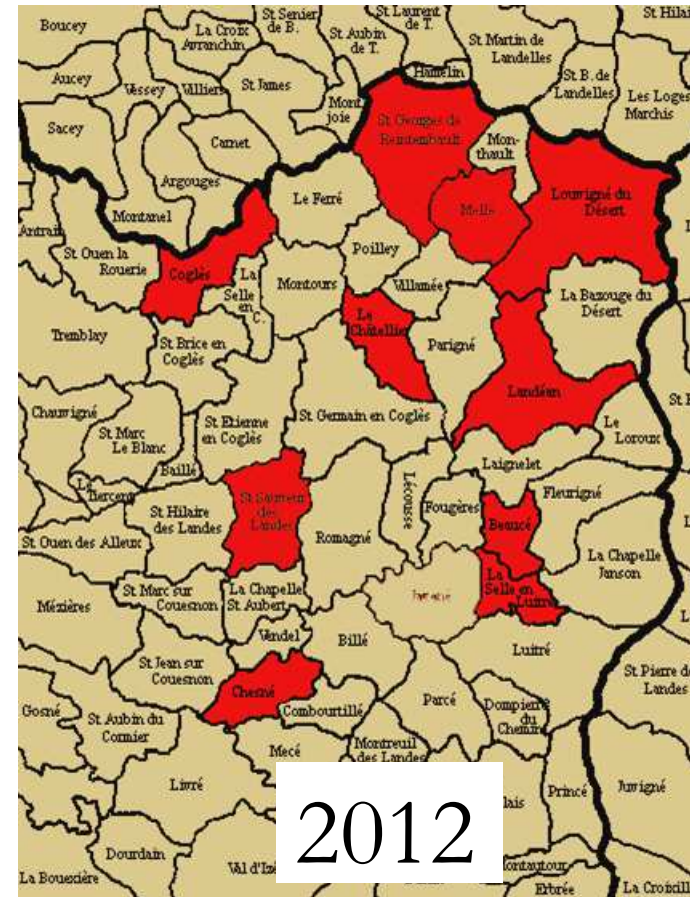 Boucey
La Croix
Avranchin
St Senier
de B.
St Aubin
de T.
St Laurent
de T.
St Martin de
Landelles
St Hilai
Hamelin
St B. de
Landelles
Les Loges
Marchis
Aucey
Vessey
Villiers
St James
Mont
joie
Sacey
Carnet
St Georges de
Reintembault
Mon-
thault
Argouges
Montanel
Le Ferré
Mellé
Louvigné du
Désert
Antrain
St Ouen la
Rouerie
Coglès
La
Selle
en
C.
Montours
Poilley
Villamée
La Bazouge du
Désert
Tremblay
St Brice en
Coglès
Le
Châtellier
Parigné
Landéan
Chauvigné
St Marc
Le Blanc
Baillé
St Etienne
en Coglès
St Germain en Coglès
Le
Loroux
Laignelet
Le
Tiercent
St Hilaire
des Landes
St Sauveur
des
Landes
Romagné
Lécousse
Fougères
Beaucé
Fleurigné
St Ouen des Alleux
La Chapelle
Janson
Mézières
St Marc sur
Couesnon
La Chapelle
St Aubert
Javené
La
Selle en
Luitré
Vendel
Billé
Luitré
St Jean sur
Couesnon
Chesné
Combourtillé
Parcé
Dompierre
du
Chemin
St Pierre de
Landes
Gosné
St Aubin du
Cormier
Mecé
Montreuil
des Landes
Livré
Princé
Juvigné
lais
2012
Dourdain
Val d'Izé
La Bouexière
Montautour
Erbrée
La Croixill